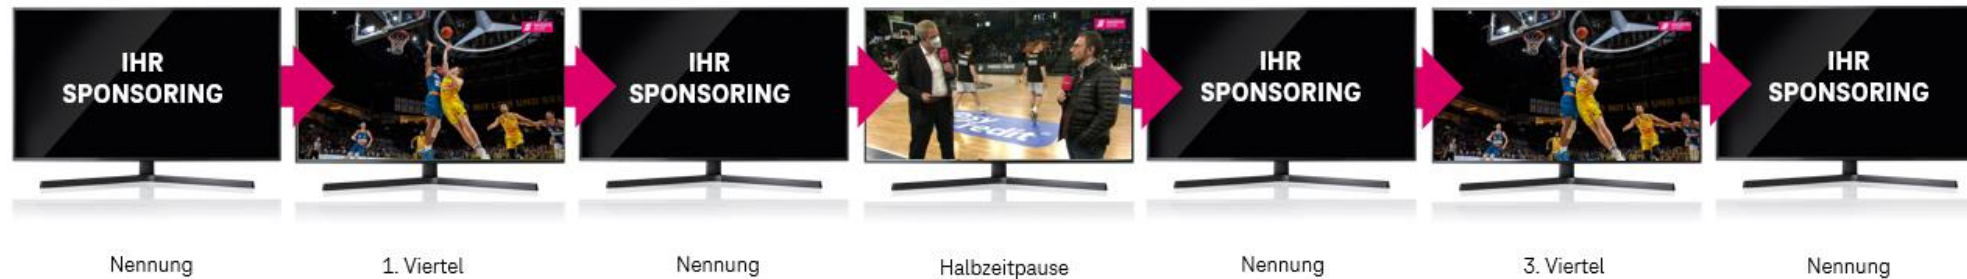 IHR
SPONSORING
IHR
SPONSORING
IHR
SPONSORING
IHR
SPONSORING
Nennung
1. Viertel
Nennung
Halbzeitpause
Nennung
3. Viertel
Nennung